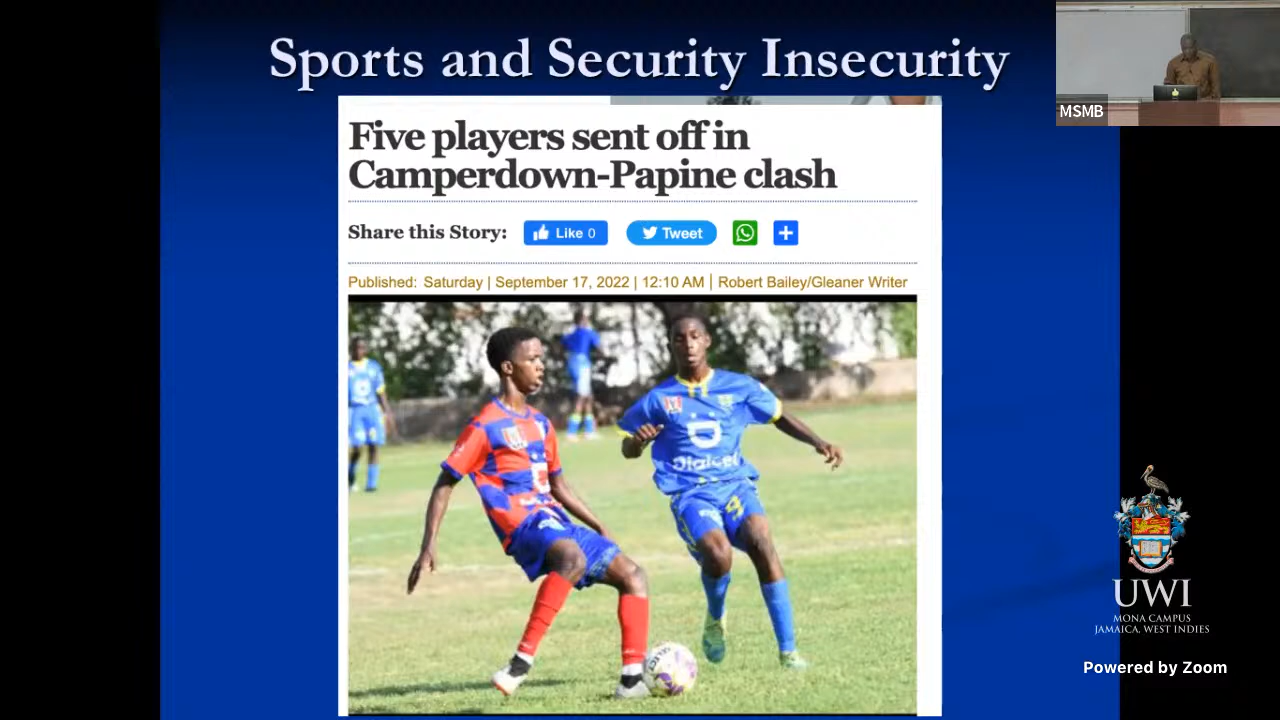 Sports and Security Insecurity
MSMB
Five players sent off in
Camperdown-Papine clash
Share this Story:
Like 0
Tweet
Published: Saturday | September 17, 2022 | 12:10 AM | Robert Bailey/Gleaner Writer
Digicel
UWI
MONA CAMPUS
JAMAICA, WEST INDIES
Powered by Zoom